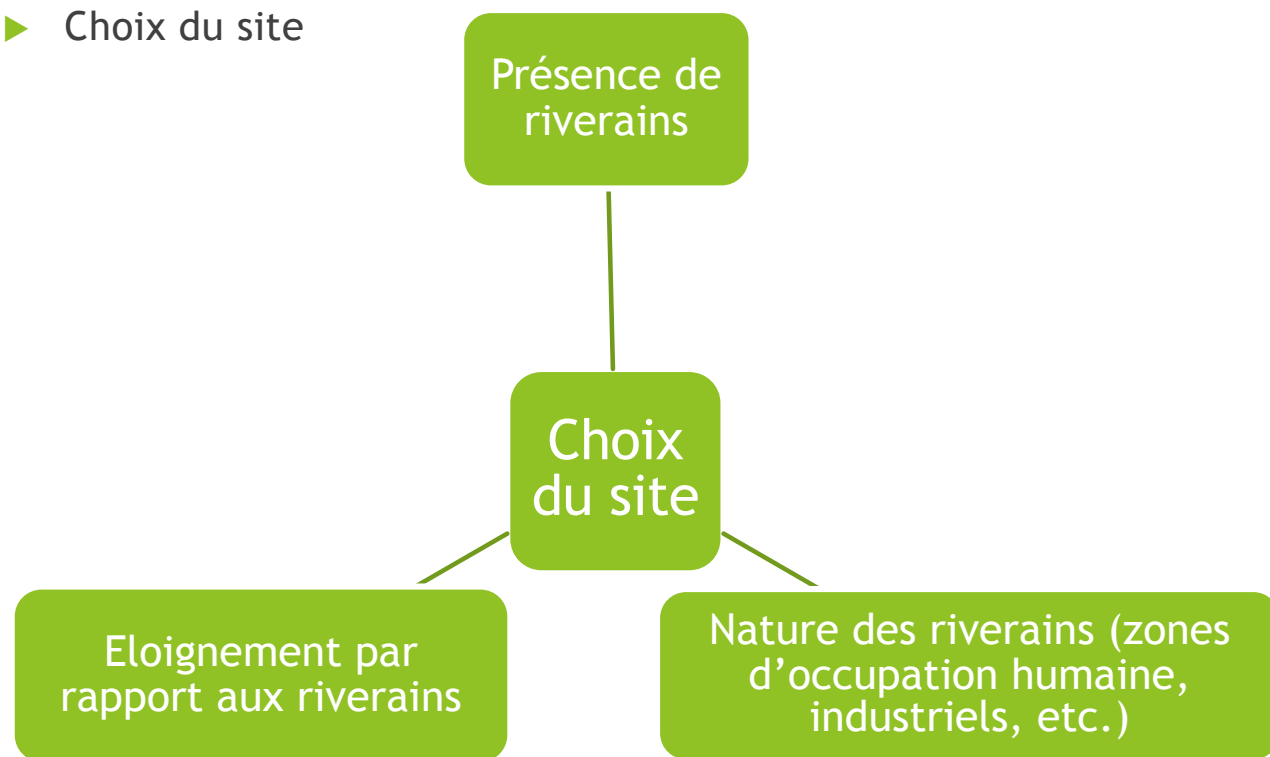 Choix du site
Présence de
riverains
Choix
du site
Eloignement par
rapport aux riverains
Nature des riverains (zones
d’occupation humaine,
industriels, etc.)